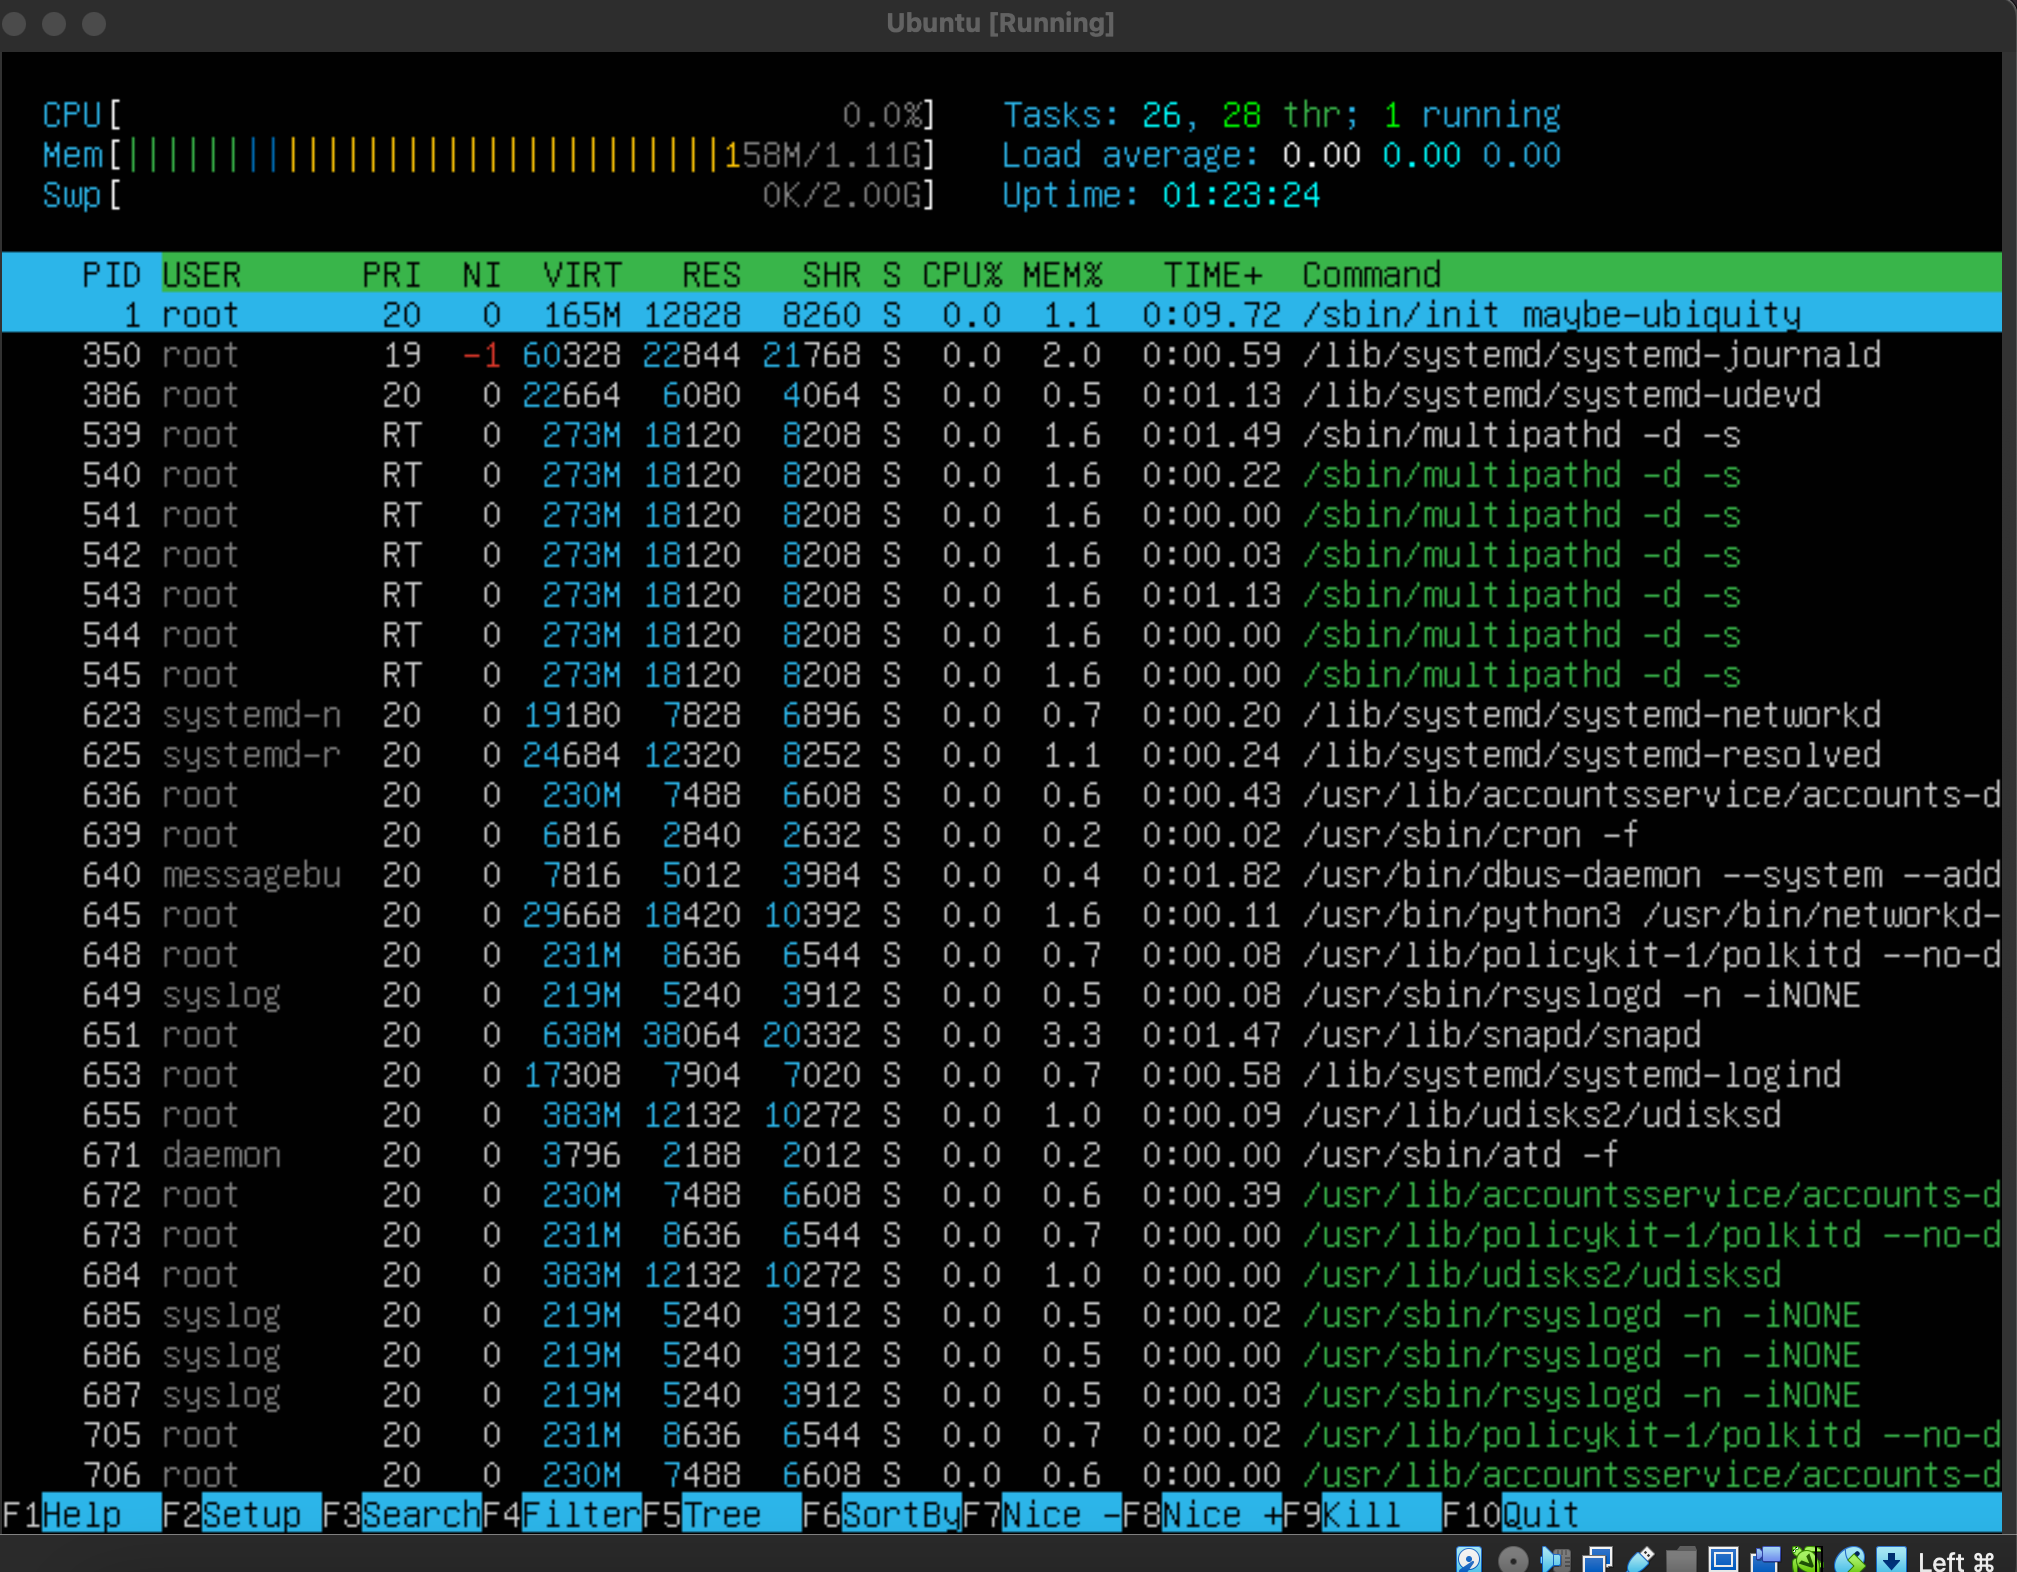 Ubuntu [Running]
CPU[ 0.0%] Tasks: 26, 28 thr; 1 running
Mem[||||||||||||||||||||||||||||||158M/1.11G] Load average: 0.00 0.00 0.00
Swp[ 0K/2.00G] Uptime: 01:23:24
PID USER PRI NI VIRT RES SHR S CPU% MEM% TIME+ Command
1 root 20 0 165M 12828 8260 S 0.0 1.1 0:09.72 /sbin/init maybe-ubiquity
350 root 19 -1 60328 22844 21768 S 0.0 2.0 0:00.59 /lib/systemd/systemd-journald
386 root 20 0 22664 6080 4064 S 0.0 0.5 0:01.13 /lib/systemd/systemd-udevd
539 root RT 0 273M 18120 8208 S 0.0 1.6 0:01.49 /sbin/multipathd -d -s
540 root RT 0 273M 18120 8208 S 0.0 1.6 0:00.22 /sbin/multipathd -d -s
541 root RT 0 273M 18120 8208 S 0.0 1.6 0:00.00 /sbin/multipathd -d -s
542 root RT 0 273M 18120 8208 S 0.0 1.6 0:00.03 /sbin/multipathd -d -s
543 root RT 0 273M 18120 8208 S 0.0 1.6 0:01.13 /sbin/multipathd -d -s
544 root RT 0 273M 18120 8208 S 0.0 1.6 0:00.00 /sbin/multipathd -d -s
545 root RT 0 273M 18120 8208 S 0.0 1.6 0:00.00 /sbin/multipathd -d -s
623 systemd-n 20 0 19180 7828 6896 S 0.0 0.7 0:00.20 /lib/systemd/systemd-networkd
625 systemd-r 20 0 24684 12320 8252 S 0.0 1.1 0:00.24 /lib/systemd/systemd-resolved
636 root 20 0 230M 7488 6608 S 0.0 0.6 0:00.43 /usr/lib/accountsservice/accounts-d
639 root 20 0 6816 2840 2632 S 0.0 0.2 0:00.02 /usr/sbin/cron -f
640 messagebu 20 0 7816 5012 3984 S 0.0 0.4 0:01.82 /usr/bin/dbus-daemon --system --add
645 root 20 0 29668 18420 10392 S 0.0 1.6 0:00.11 /usr/bin/python3 /usr/bin/networkd-
648 root 20 0 231M 8636 6544 S 0.0 0.7 0:00.08 /usr/lib/policykit-1/polkitd --no-d
649 syslog 20 0 219M 5240 3912 S 0.0 0.5 0:00.08 /usr/sbin/rsyslogd -n -iNONE
651 root 20 0 638M 38064 20332 S 0.0 3.3 0:01.47 /usr/lib/snapd/snapd
653 root 20 0 17308 7904 7020 S 0.0 0.7 0:00.58 /lib/systemd/systemd-logind
655 root 20 0 383M 12132 10272 S 0.0 1.0 0:00.09 /usr/lib/udisks2/udisksd
671 daemon 20 0 3796 2188 2012 S 0.0 0.2 0:00.00 /usr/sbin/atd -f
672 root 20 0 230M 7488 6608 S 0.0 0.6 0:00.39 /usr/lib/accountsservice/accounts-d
673 root 20 0 231M 8636 6544 S 0.0 0.7 0:00.00 /usr/lib/policykit-1/polkitd --no-d
684 root 20 0 383M 12132 10272 S 0.0 1.0 0:00.00 /usr/lib/udisks2/udisksd
685 syslog 20 0 219M 5240 3912 S 0.0 0.5 0:00.02 /usr/sbin/rsyslogd -n -iNONE
686 syslog 20 0 219M 5240 3912 S 0.0 0.5 0:00.00 /usr/sbin/rsyslogd -n -iNONE
687 syslog 20 0 219M 5240 3912 S 0.0 0.5 0:00.03 /usr/sbin/rsyslogd -n -iNONE
705 root 20 0 231M 8636 6544 S 0.0 0.7 0:00.02 /usr/lib/policykit-1/polkitd --no-d
706 root 20 0 230M 7488 6608 S 0.0 0.6 0:00.00 /usr/lib/accountsservice/accounts-d
F1Help F2Setup F3SearchF4FilterF5Tree F6SortByF7Nice -F8Nice +F9Kill F10Quit
Left ⌘